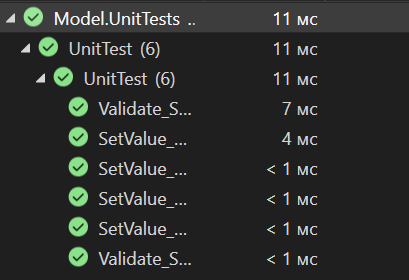 Model.UnitTests .. 11 мс
UnitTest (6) 11 мс
UnitTest (6) 11 мс
Validate_S... 7 мс
SetValue_... 4 мс
SetValue_... < 1 мс
SetValue_... < 1 мс
SetValue_... < 1 мс
Validate_S... < 1 мс